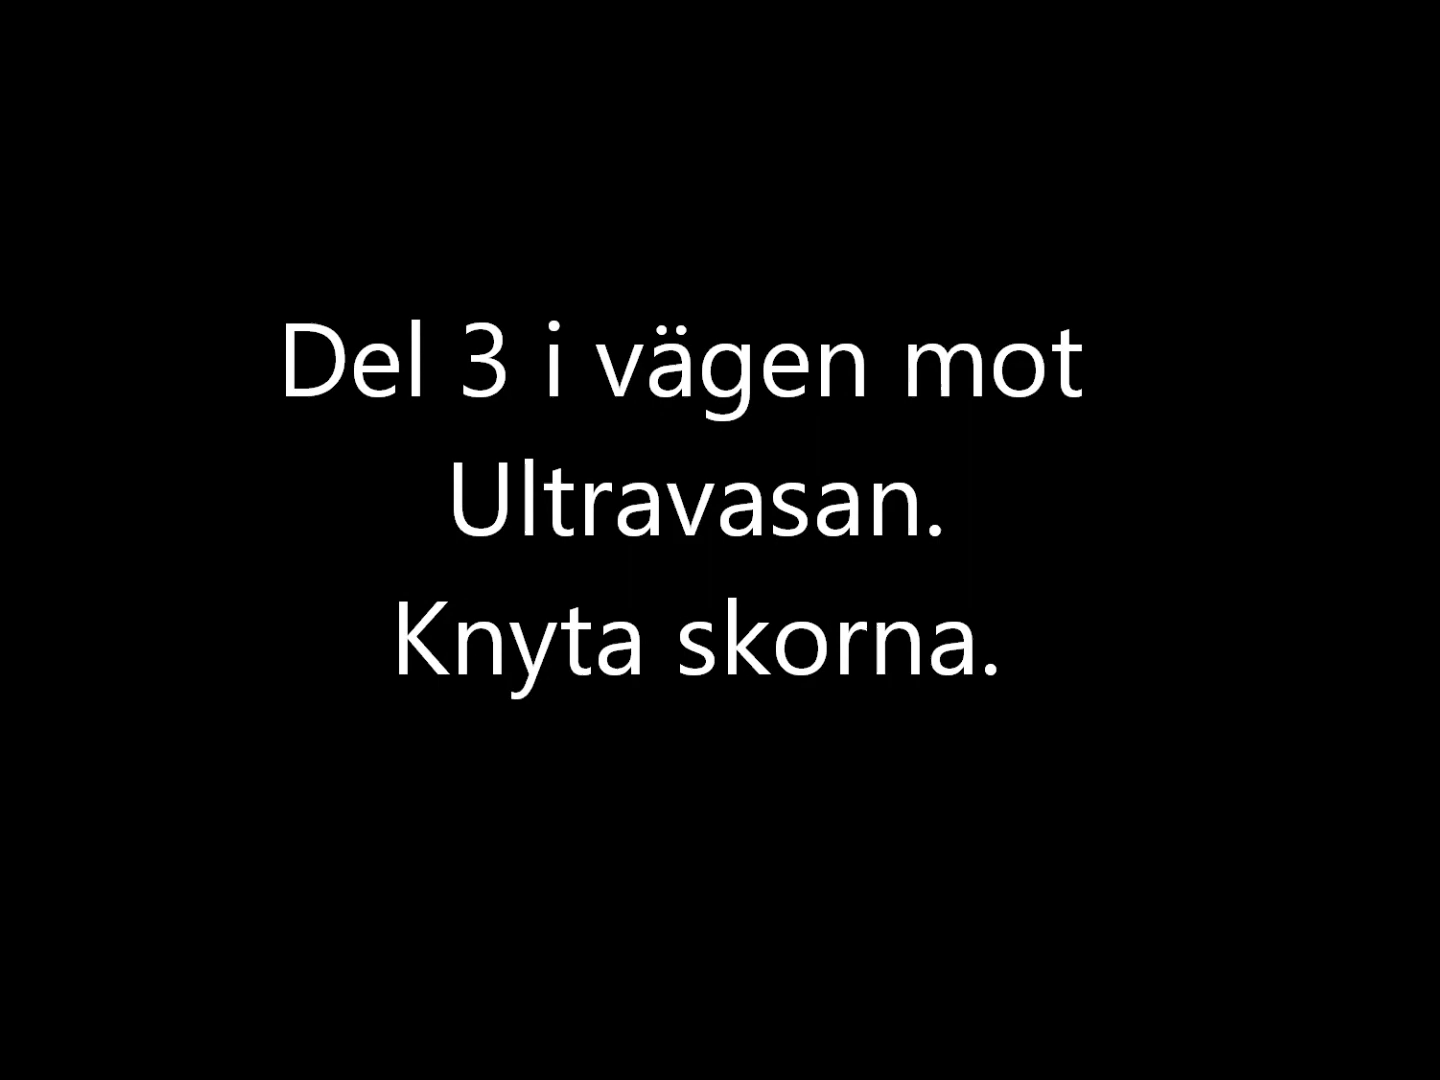 Del 3 i vägen mot
Ultravasan.
Knyta skorna.